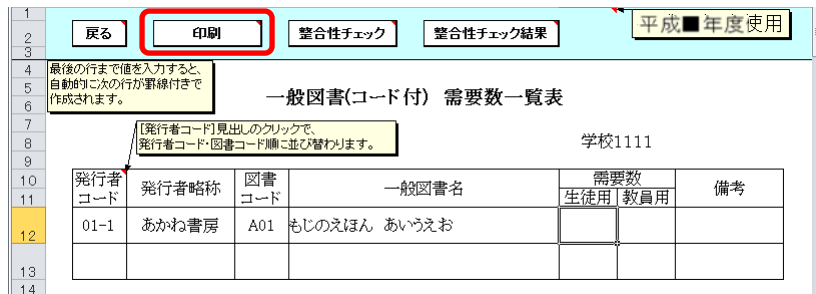 1
2
3
戻る 印刷 整合性チェック 整合性チェック結果 平成■年度使用
4
5
6
7
8
9
10
11
12
13
14
最後の行まで値を入力すると、
自動的に次の行が罫線付きで
作成されます。
一般図書(コード付) 需要数一覧表
[発行者コード]見出しのクリックで、
発行者コード・図書コード順に並び替わります。
学校1111
発行者
コード
発行者略称
図書
コード
一般図書名
需要数
生徒用 教員用
備考
01-1 あかね書房 A01 もじのえほん あいうえお